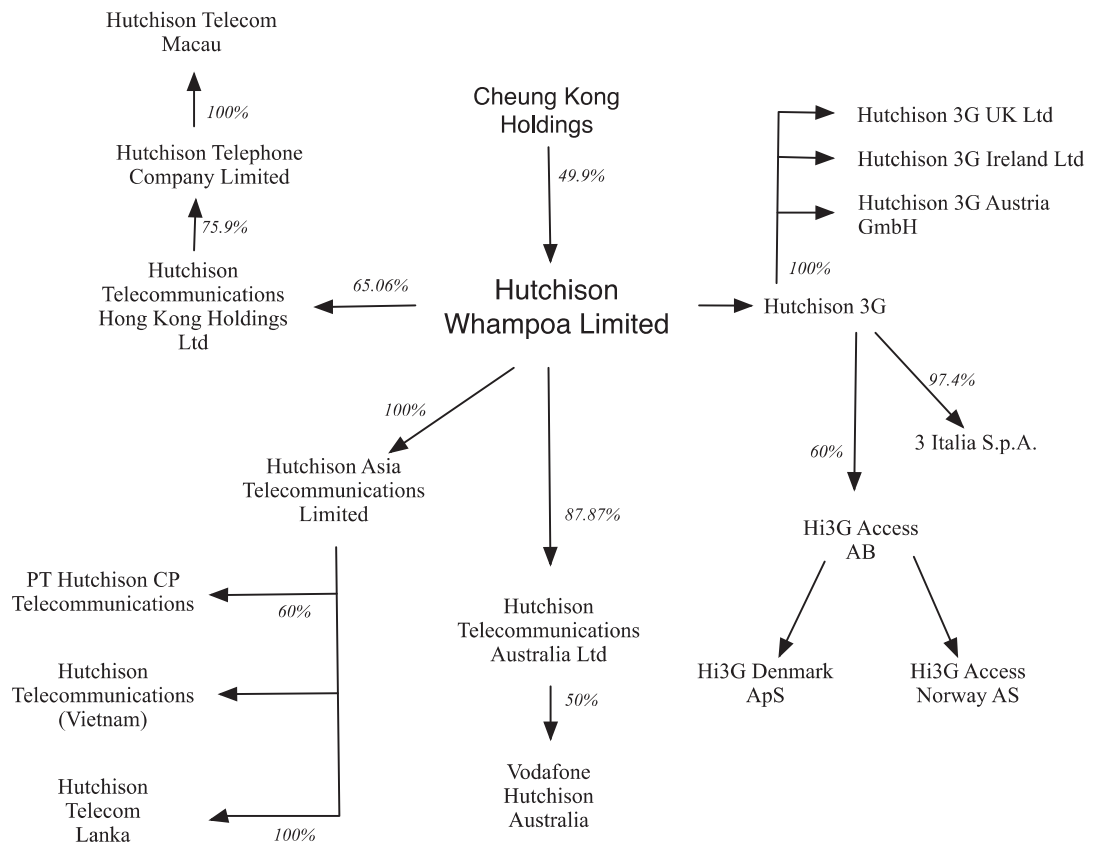 Hutchison Telecom
Macau
100%
Hutchison Telephone
Company Limited
75.9%
Hutchison
Telecommunications
Hong Kong Holdings
Ltd
65.06%
Cheung Kong
Holdings
49.9%
Hutchison
Whampoa Limited
Hutchison 3G UK Ltd
Hutchison 3G Ireland Ltd
Hutchison 3G Austria
GmbH
100%
Hutchison 3G
97.4%
3 Italia S.p.A.
60%
Hi3G Access
AB
Hi3G Denmark
ApS
Hi3G Access
Norway AS
100%
Hutchison Asia
Telecommunications
Limited
87.87%
Hutchison
Telecommunications
Australia Ltd
50%
Vodafone
Hutchison
Australia
PT Hutchison CP
Telecommunications
60%
Hutchison
Telecommunications
(Vietnam)
Hutchison
Telecom
Lanka
100%